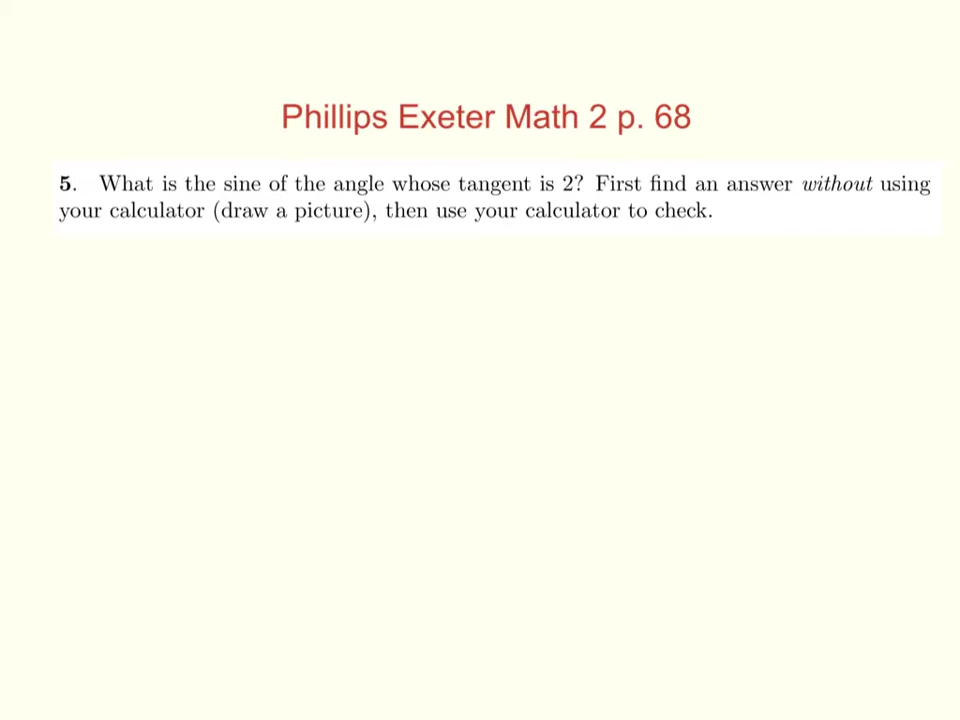 Phillips Exeter Math 2 p. 68
5. What is the sine of the angle whose tangent is 2? First find an answer without using
your calculator (draw a picture), then use your calculator to check.